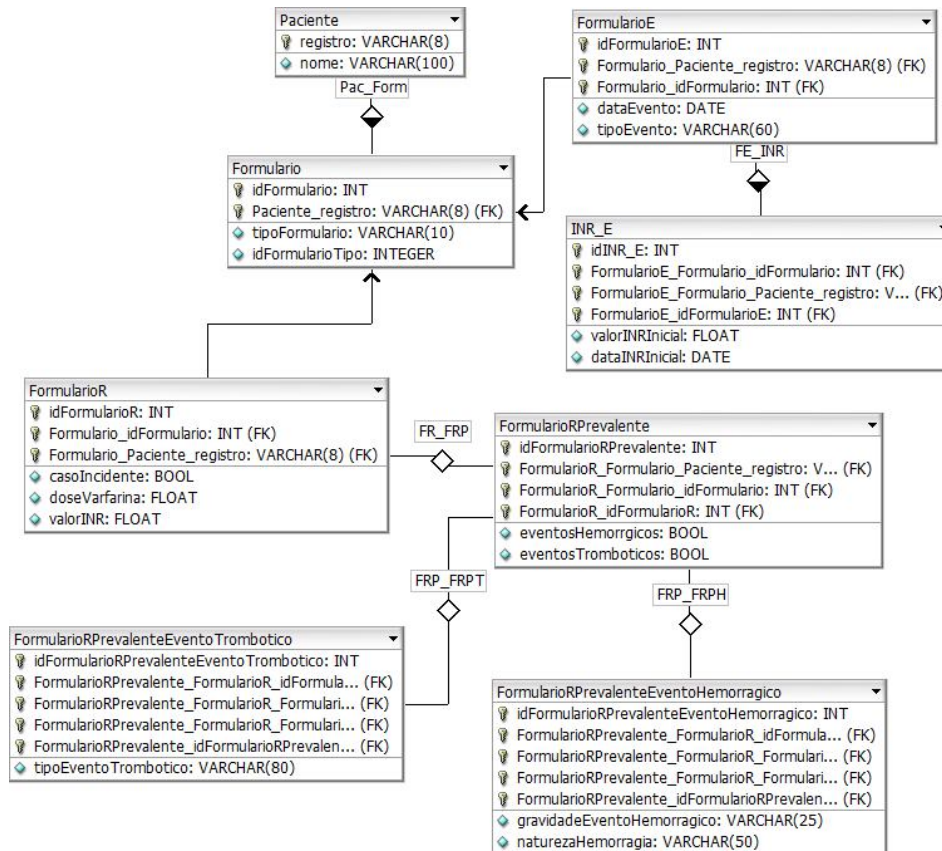 Paciente
registro: VARCHAR(8)
nome: VARCHAR(100)
Pac_Form
FormularioE
idFormularioE: INT
Formulario_Paciente_registro: VARCHAR(8) (FK)
Formulario_idFormulario: INT (FK)
dataEvento: DATE
tipoEvento: VARCHAR(60)
FE_INR
Formulario
idFormulario: INT
Paciente_registro: VARCHAR(8) (FK)
tipoFormulario: VARCHAR(10)
idFormularioTipo: INTEGER
INR_E
idINR_E: INT
FormularioE_Formulario_idFormulario: INT (FK)
FormularioE_Formulario_Paciente_registro: V... (FK)
FormularioE_idFormularioE: INT (FK)
valorINRInicial: FLOAT
dataINRInicial: DATE
FormularioR
idFormularioR: INT
Formulario_idFormulario: INT (FK)
Formulario_Paciente_registro: VARCHAR(8) (FK)
casoIncidente: BOOL
doseVarfarina: FLOAT
valorINR: FLOAT
FR_FRP
FormularioRPrevalente
idFormularioRPrevalente: INT
FormularioR_Formulario_Paciente_registro: V... (FK)
FormularioR_Formulario_idFormulario: INT (FK)
FormularioR_idFormularioR: INT (FK)
eventosHemorrgicos: BOOL
eventosTromboticos: BOOL
FRP_FRPT
FRP_FRPH
FormularioRPrevalenteEventoTrombotico
idFormularioRPrevalenteEventoTrombotico: INT
FormularioRPrevalente_FormularioR_idFormula... (FK)
FormularioRPrevalente_FormularioR_Formulari... (FK)
FormularioRPrevalente_FormularioR_Formulari... (FK)
FormularioRPrevalente_idFormularioRPrevalen... (FK)
tipoEventoTrombotico: VARCHAR(80)
FormularioRPrevalenteEventoHemorragico
idFormularioRPrevalenteEventoHemorragico: INT
FormularioRPrevalente_FormularioR_idFormula... (FK)
FormularioRPrevalente_FormularioR_Formulari... (FK)
FormularioRPrevalente_FormularioR_Formulari... (FK)
FormularioRPrevalente_idFormularioRPrevalen... (FK)
gravidadeEventoHemorragico: VARCHAR(25)
naturezaHemorragia: VARCHAR(50)